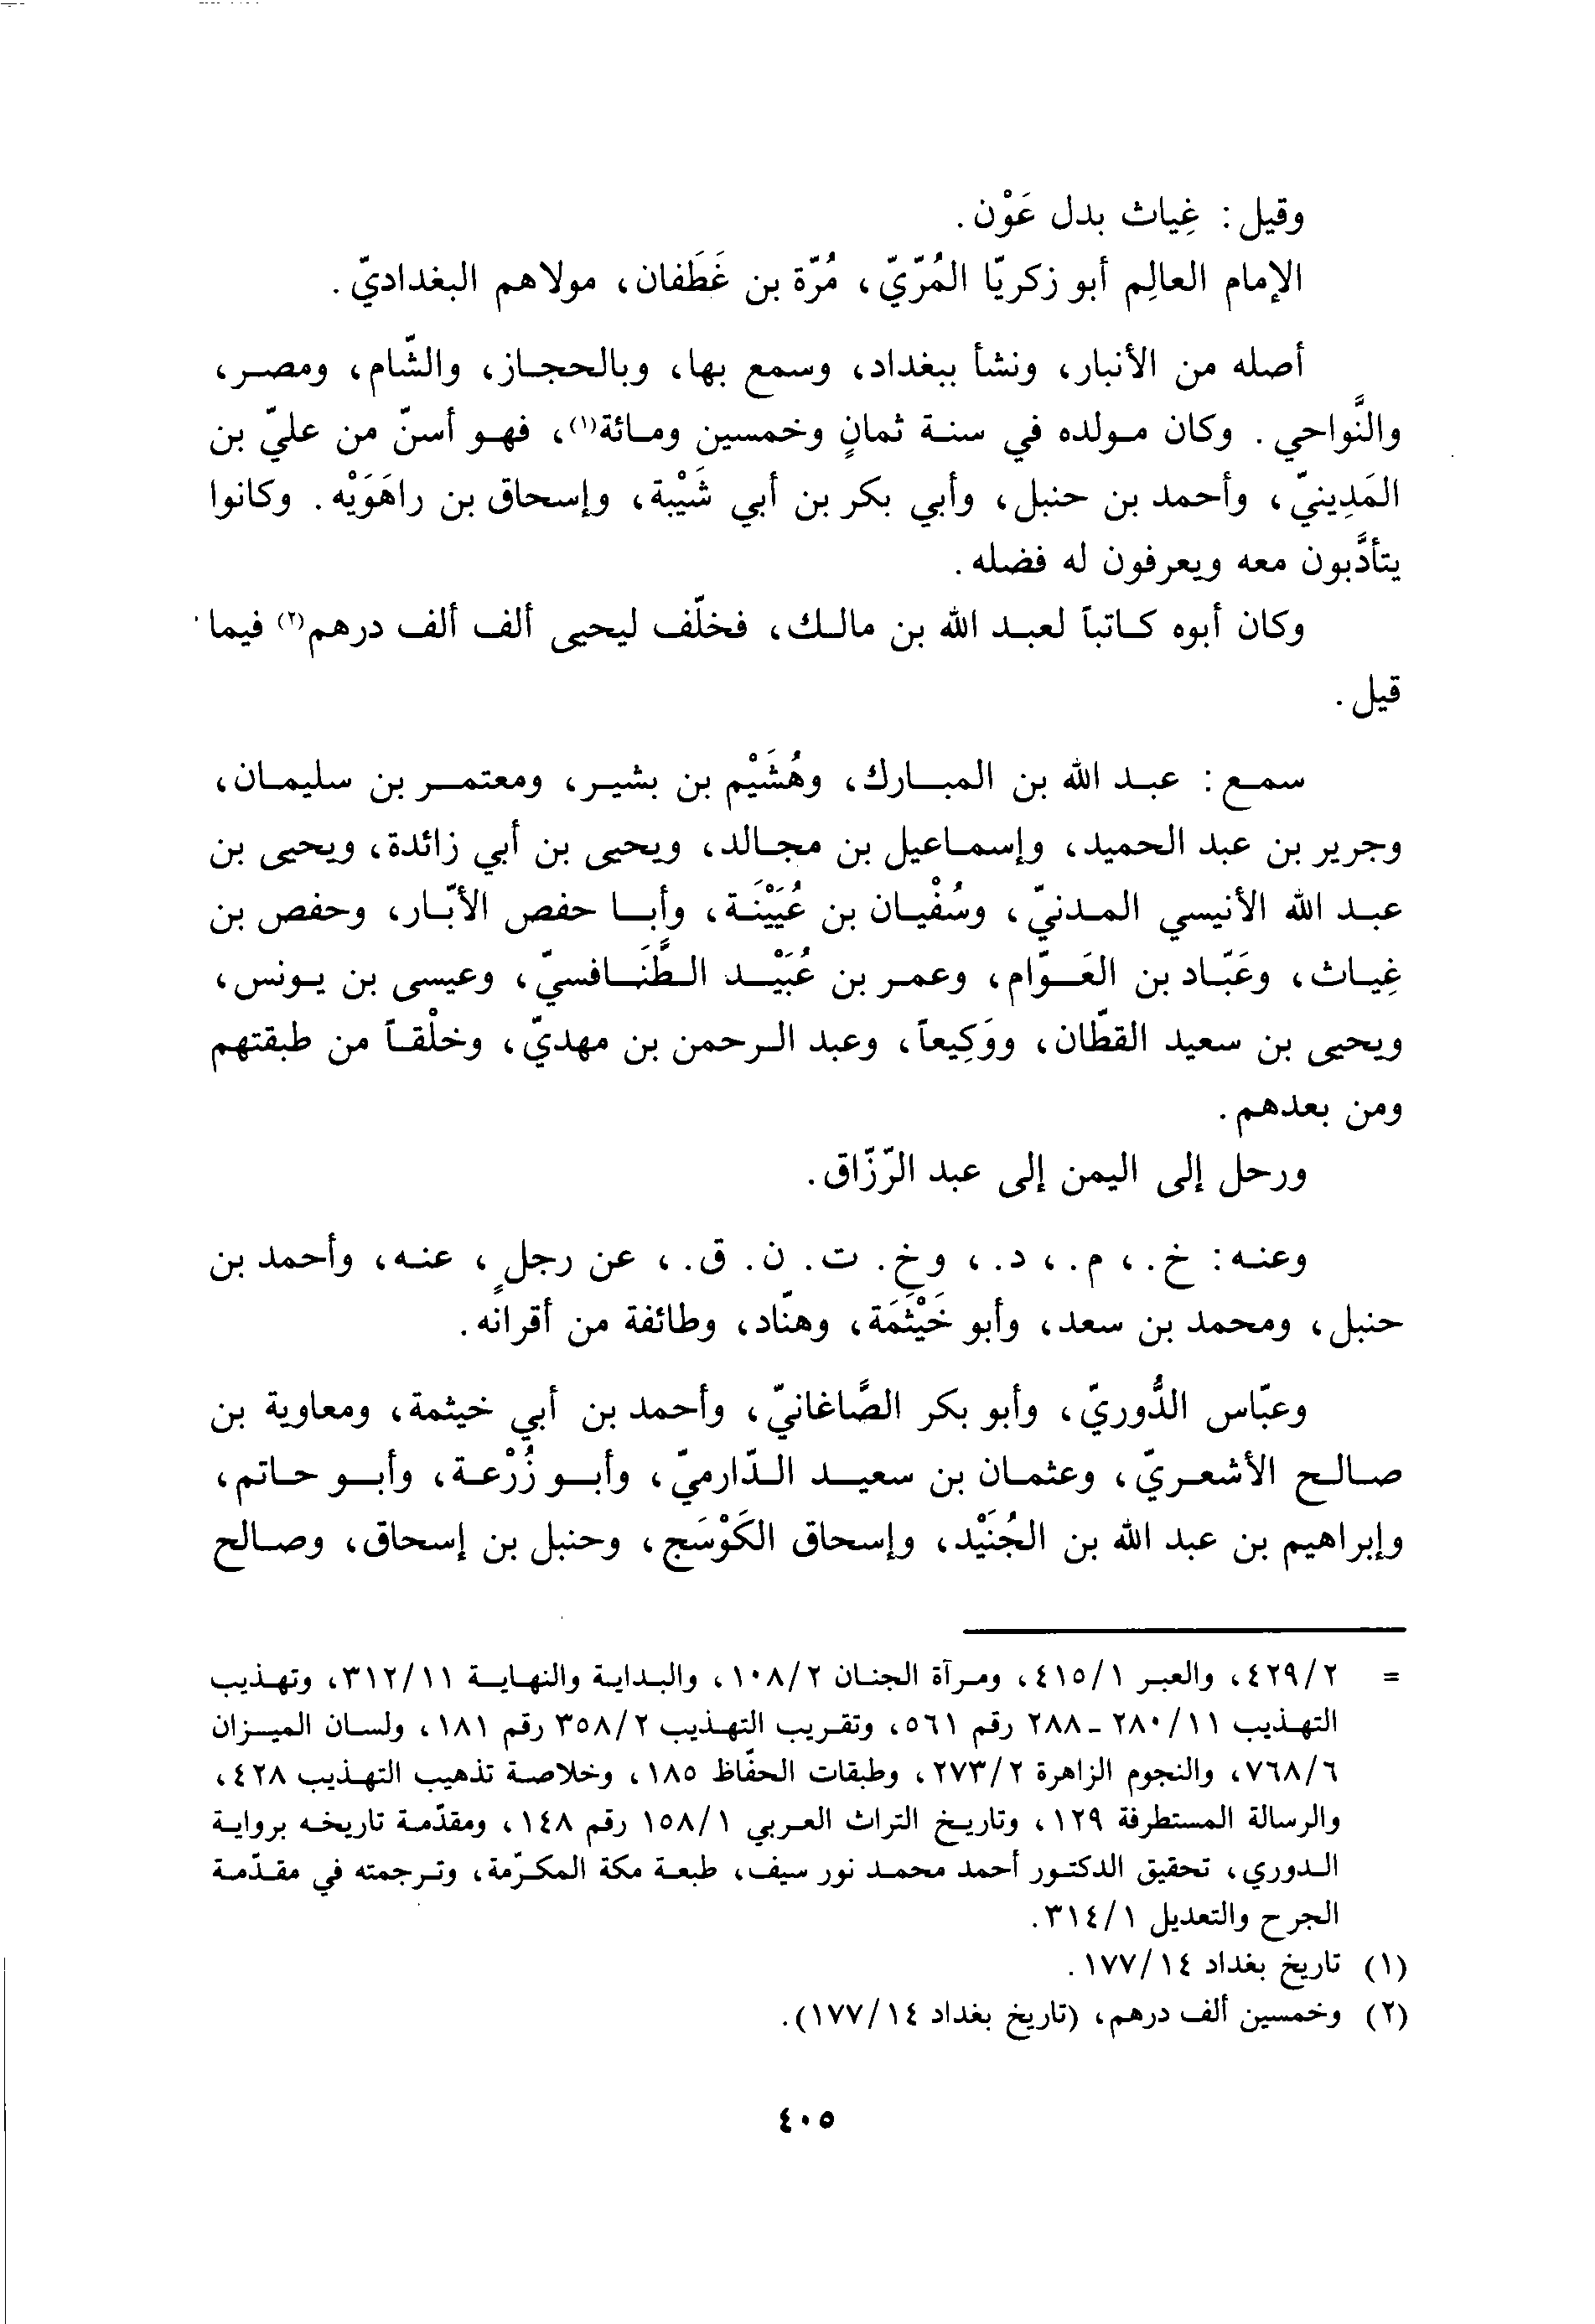 وقيل: غِياث بدل عَوْن.
الإمام العالِم أبو زكريّا المُرّيّ، مُرّة بن غَطَفان، مولاهم البغداديّ.
أصله من الأنبار، ونشأ ببغداد، وسمع بها، وبالحجاز، والشّام، ومصر،
والنَّواحي. وكان مولده في سنة ثمانٍ وخمسين ومائة(١)، فهو أسنّ من عليّ بن
المَدِينيّ، وأحمد بن حنبل، وأبي بكر بن أبي شَيْبة، وإسحاق بن راهَوَيْه. وكانوا
يتأدَّبون معه ويعرفون له فضله.
وكان أبوه كاتباً لعبد الله بن مالك، فخلّف ليحيى ألف ألف درهم(٢) فيما
قيل.
سمع: عبد الله بن المبارك، وهُشَيْم بن بشير، ومعتمر بن سليمان،
وجرير بن عبد الحميد، وإسماعيل بن مجالد، ويحيى بن أبي زائدة، ويحيى بن
عبد الله الأنيسي المدنيّ، وسُفْيان بن عُيَيْنَة، وأبا حفص الأبّار، وحفص بن
غِياث، وعَبّاد بن العَوّام، وعمر بن عُبَيْد الطَّنَافسيّ، وعيسى بن يونس،
ويحيى بن سعيد القطّان، ووَكِيعاً، وعبد الرحمن بن مهديّ، وخلْقاً من طبقتهم
ومن بعدهم.
ورحل إلى اليمن إلى عبد الرّزّاق.
وعنه: خ.، م.، د.، وخ. ت. ن. ق.، عن رجلٍ، عنه، وأحمد بن
حنبل، ومحمد بن سعد، وأبو خَيْثَمَة، وهنّاد، وطائفة من أقرانه.
وعبّاس الدُّوريّ، وأبو بكر الصَّاغانيّ، وأحمد بن أبي خيثمة، ومعاوية بن
صالح الأشعريّ، وعثمان بن سعيد الدّارميّ، وأبو زُرْعة، وأبو حاتم،
وإبراهيم بن عبد الله بن الجُنَيْد، وإسحاق الكَوْسَج، وحنبل بن إسحاق، وصالح
= ٤٢٩/٢، والعبر ٤١٥/١، ومرآة الجنان ١٠٨/٢، والبداية والنهاية ٣١٢/١١، وتهذيب
التهذيب ٢٨٠/١١ - ٢٨٨ رقم ٥٦١، وتقريب التهذيب ٣٥٨/٢ رقم ١٨١، ولسان الميزان
٧٦٨/٦، والنجوم الزاهرة ٢٧٣/٢، وطبقات الحفّاظ ١٨٥، وخلاصة تذهيب التهذيب ٤٢٨،
والرسالة المستطرفة ١٢٩، وتاريخ التراث العربي ١٥٨/١ رقم ١٤٨، ومقدّمة تاريخه برواية
الدوري، تحقيق الدكتور أحمد محمد نور سيف، طبعة مكة المكرّمة، وترجمته في مقدّمة
الجرح والتعديل ٣١٤/١.
(١) تاريخ بغداد ١٧٧/١٤.
(٢) وخمسين ألف درهم، (تاريخ بغداد ١٧٧/١٤).
٤٠٥